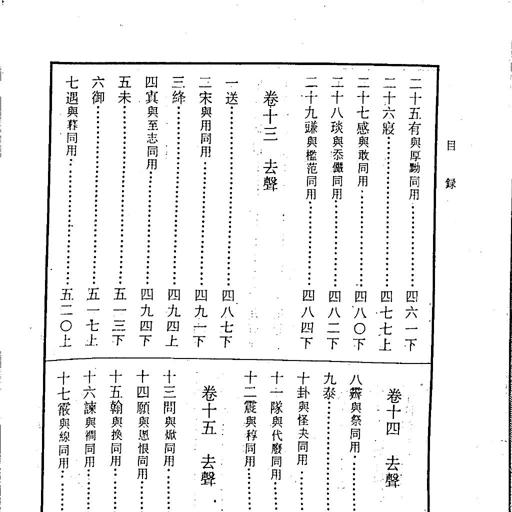 目録
二十五有與厚黝同用……四六一下
二十六寢……四七七上
二十七感與敢同用……四八〇下
二十八琰與忝儼同用……四八二下
二十九豏與檻范同用……四八四下
卷十三 去聲
一送……四八七下
二宋與用同用……四九一下
三絳……四九四上
四寘與至志同用……四九四下
五未……五一三下
六御……五一七上
七遇與暮同用……五二〇上
卷十四 去聲
八霽與祭同用……
九泰……
十卦與怪夬同用……
十一隊與代廢同用……
十二震與稕同用……
卷十五 去聲
十三問與焮同用……
十四願與慁恨同用……
十五翰與換同用……
十六諫與襉同用……
十七霰與線同用……